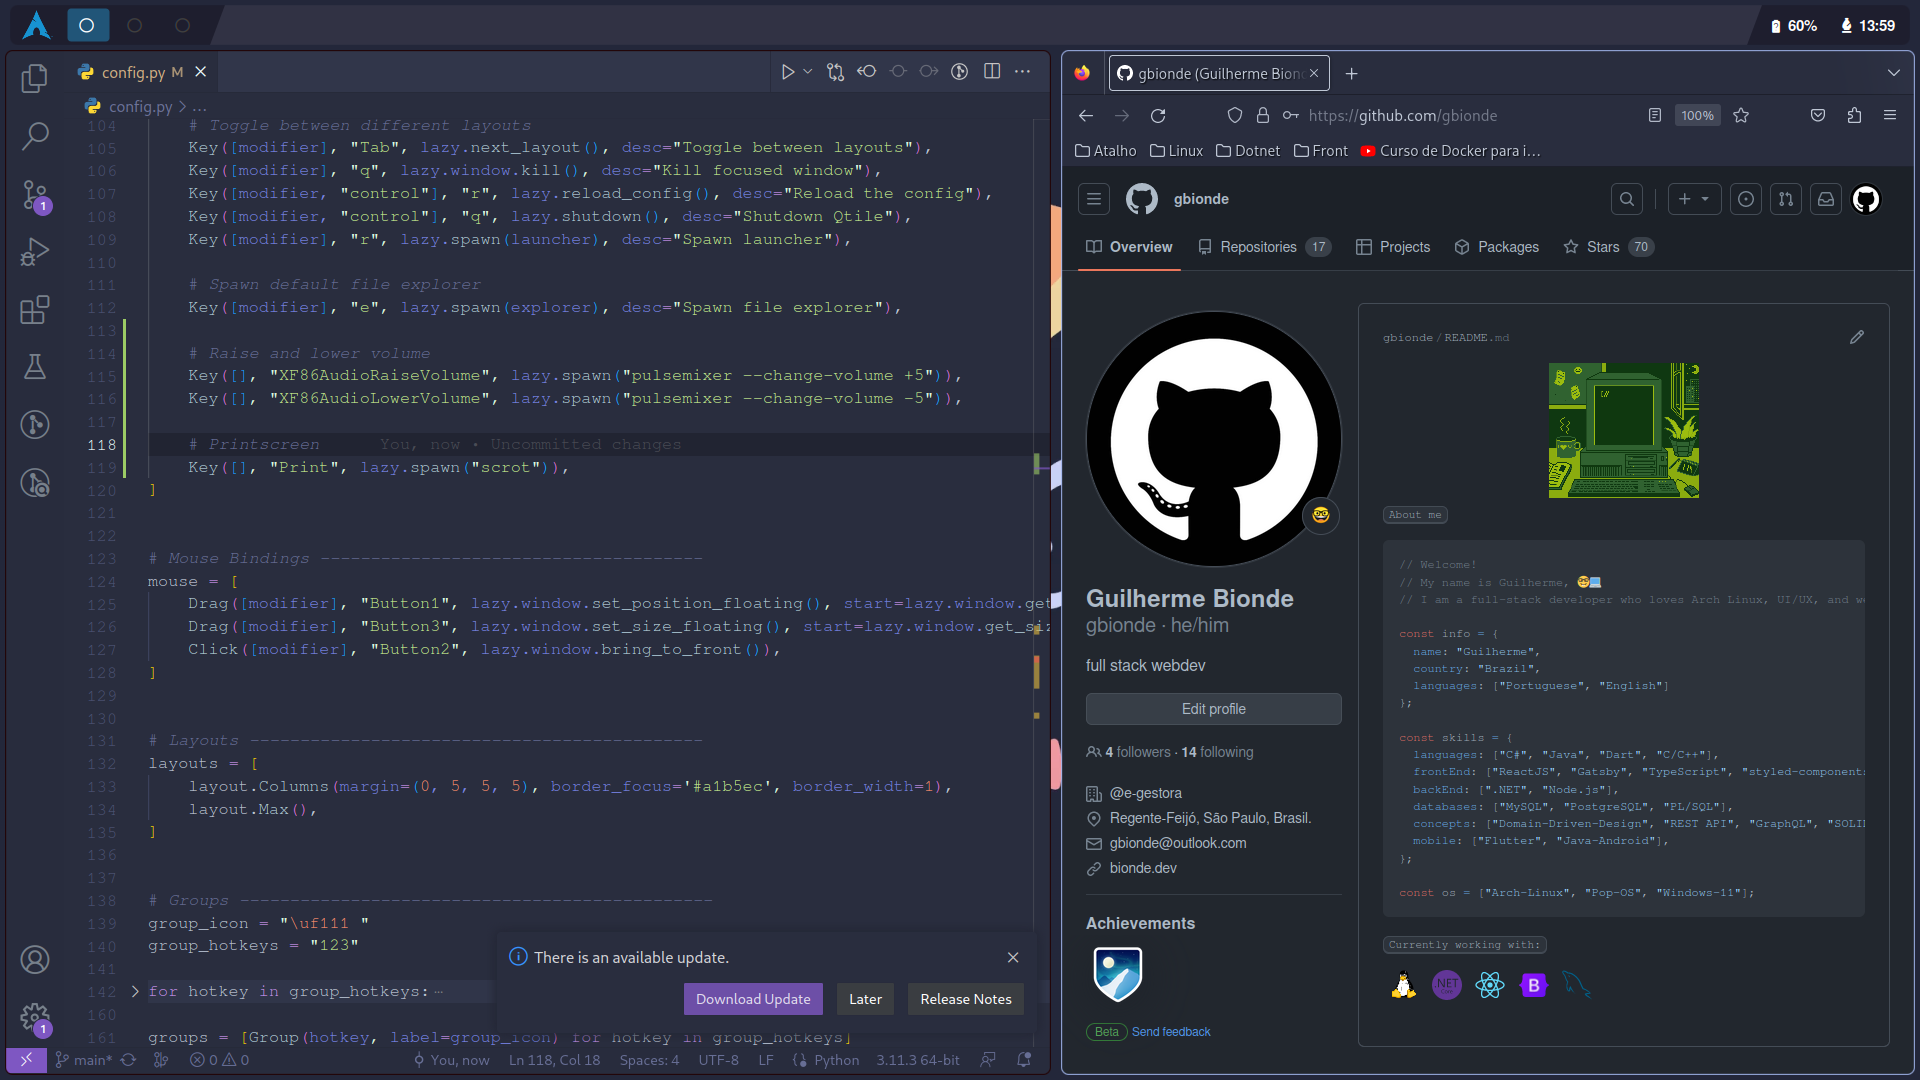 60%
13:59
config.py M
config.py > ...
104 # Toggle between different layouts
105 Key([modifier], "Tab", lazy.next_layout(), desc="Toggle between layouts"),
106 Key([modifier], "q", lazy.window.kill(), desc="Kill focused window"),
107 Key([modifier, "control"], "r", lazy.reload_config(), desc="Reload the config"),
108 Key([modifier, "control"], "q", lazy.shutdown(), desc="Shutdown Qtile"),
109 Key([modifier], "r", lazy.spawn(launcher), desc="Spawn launcher"),
110
111 # Spawn default file explorer
112 Key([modifier], "e", lazy.spawn(explorer), desc="Spawn file explorer"),
113
114 # Raise and lower volume
115 Key([], "XF86AudioRaiseVolume", lazy.spawn("pulsemixer --change-volume +5")),
116 Key([], "XF86AudioLowerVolume", lazy.spawn("pulsemixer --change-volume -5")),
117
118 # Printscreen You, now • Uncommitted changes
119 Key([], "Print", lazy.spawn("scrot")),
120 ]
121
122
123 # Mouse Bindings --------------------------------------
124 mouse = [
125 Drag([modifier], "Button1", lazy.window.set_position_floating(), start=lazy.window.get
126 Drag([modifier], "Button3", lazy.window.set_size_floating(), start=lazy.window.get_siz
127 Click([modifier], "Button2", lazy.window.bring_to_front()),
128 ]
129
130
131 # Layouts ---------------------------------------------
132 layouts = [
133 layout.Columns(margin=(0, 5, 5, 5), border_focus='#a1b5ec', border_width=1),
134 layout.Max(),
135 ]
136
137
138 # Groups -----------------------------------------------
139 group_icon = "\uf111 "
140 group_hotkeys = "123"
141
142 for hotkey in group_hotkeys:
160
161 groups = [Group(hotkey, label=group_icon) for hotkey in group_hotkeys]
There is an available update.
Download Update
Later
Release Notes
1
1
main*
0 0
You, now
Ln 118, Col 18
Spaces: 4
UTF-8
LF
Python
3.11.3 64-bit
gbionde (Guilherme Bion
https://github.com/gbionde
100%
Atalho
Linux
Dotnet
Front
Curso de Docker para i...
gbionde
Overview
Repositories 17
Projects
Packages
Stars 70
Guilherme Bionde
gbionde · he/him
full stack webdev
Edit profile
4 followers · 14 following
@e-gestora
Regente-Feijó, São Paulo, Brasil.
gbionde@outlook.com
bionde.dev
Achievements
Beta Send feedback
gbionde / README.md
About me
// Welcome!
// My name is Guilherme, 🤓💻
// I am a full-stack developer who loves Arch Linux, UI/UX, and we
const info = {
name: "Guilherme",
country: "Brazil",
languages: ["Portuguese", "English"]
};
const skills = {
languages: ["C#", "Java", "Dart", "C/C++"],
frontEnd: ["ReactJS", "Gatsby", "TypeScript", "styled-components
backEnd: [".NET", "Node.js"],
databases: ["MySQL", "PostgreSQL", "PL/SQL"],
concepts: ["Domain-Driven-Design", "REST API", "GraphQL", "SOLID
mobile: ["Flutter", "Java-Android"],
};
const os = ["Arch-Linux", "Pop-OS", "Windows-11"];
Currently working with:
.NET
B